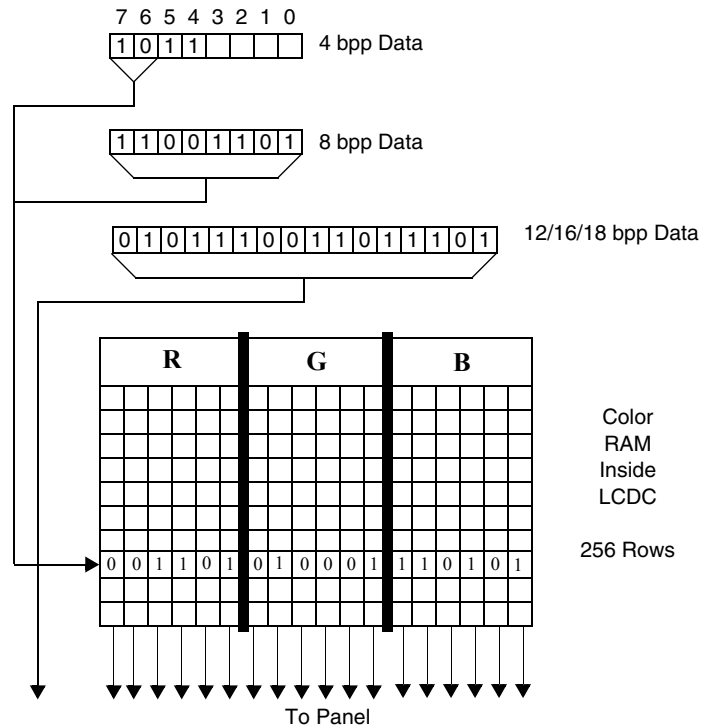 7 6 5 4 3 2 1 0
1 0 1 1 4 bpp Data
1 1 0 0 1 1 0 1 8 bpp Data
0 1 0 1 1 1 0 0 1 1 0 1 1 1 0 1 12/16/18 bpp Data
R G B
Color
RAM
Inside
LCDC
256 Rows
0 0 1 1 0 1 0 1 0 0 0 1 1 1 0 1 0 1
To Panel